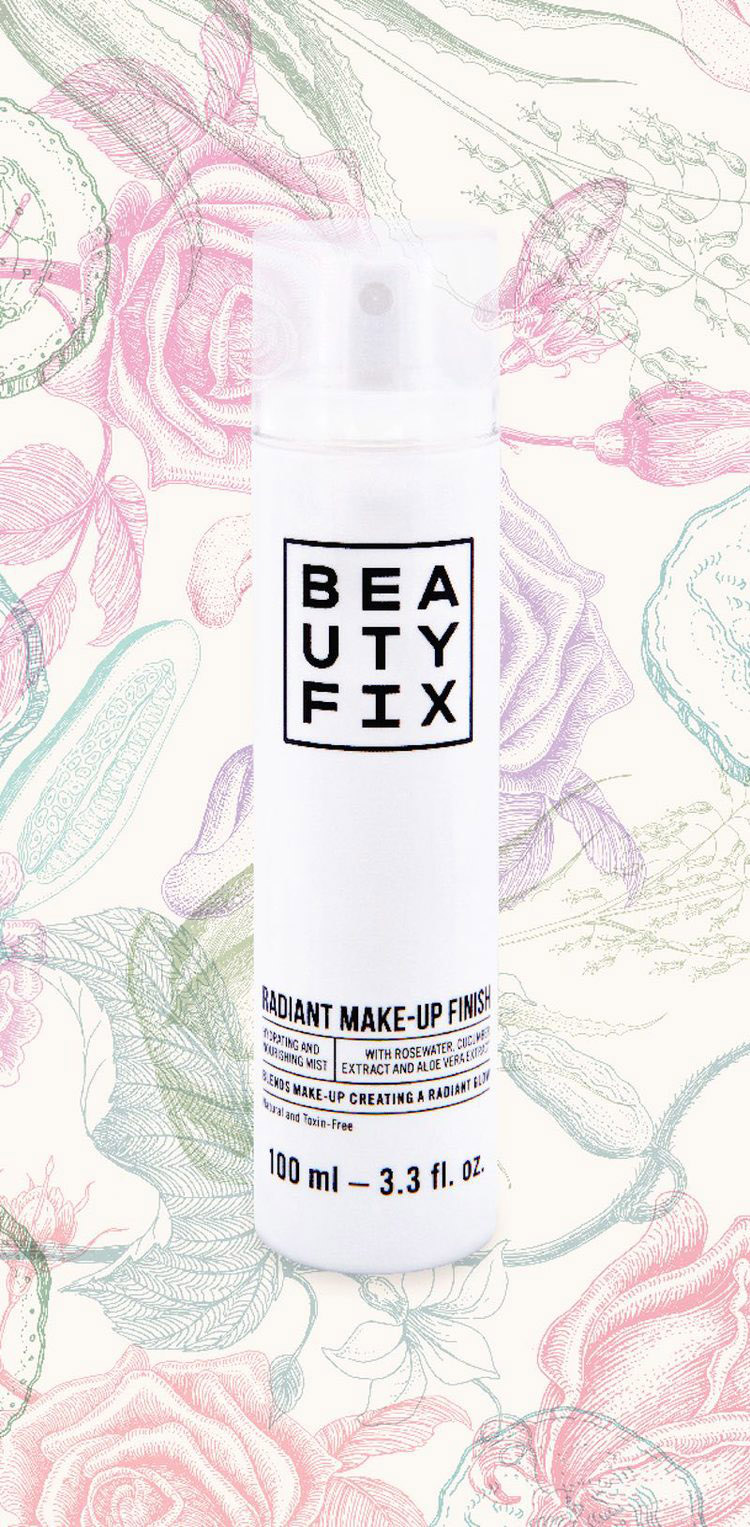 BEA
UTY
FIX
RADIANT MAKE-UP FINISH
HYDRATING AND
NOURISHING MIST
WITH ROSEWATER, CUCUMBER
EXTRACT AND ALOE VERA EXTRACT
BLENDS MAKE-UP CREATING A RADIANT GLOW
Natural and Toxin-Free
100 ml – 3.3 fl. oz.